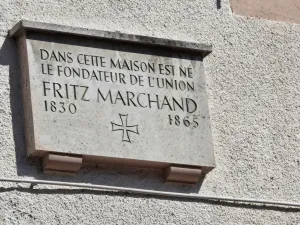 DANS CETTE MAISON EST NÉ
LE FONDATEUR DE L'UNION
FRITZ MARCHAND
1830 1865